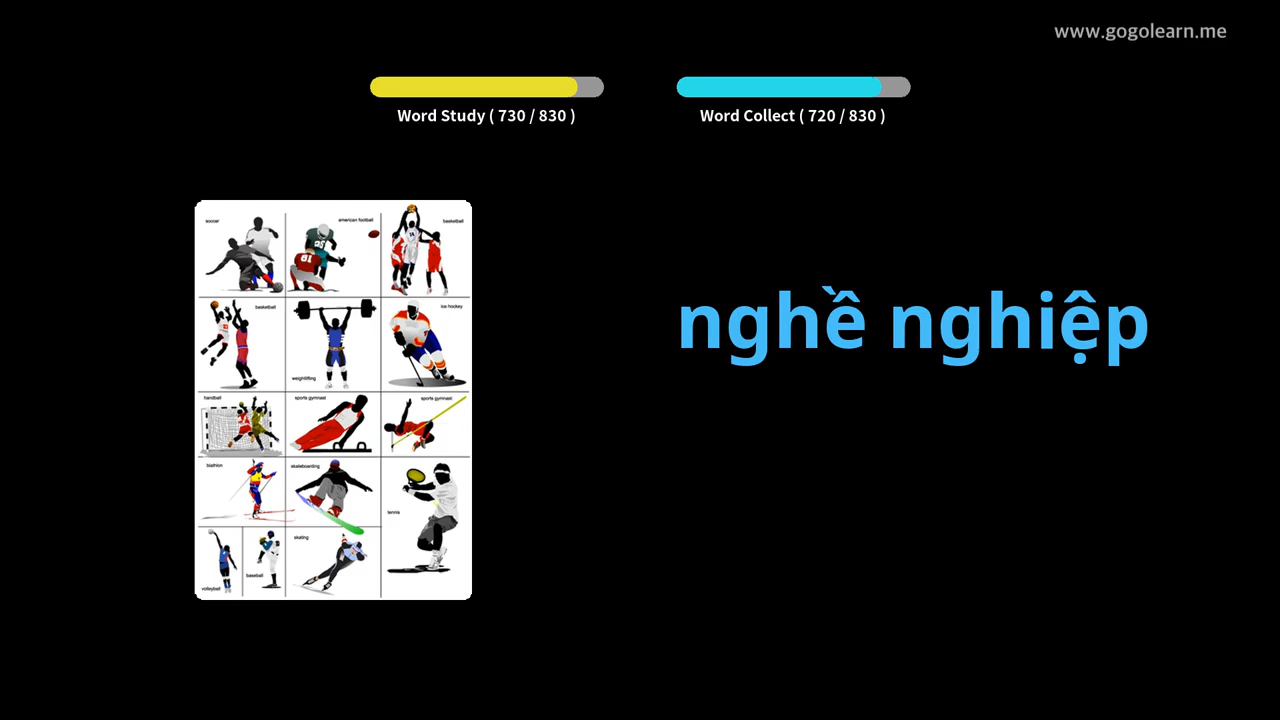 www.gogolearn.me
Word Study ( 730 / 830 )
Word Collect ( 720 / 830 )
soccer
american football
basketball
basketball
weightlifting
ice hockey
handball
sports gymnast
sports gymnast
biathlon
skateboarding
tennis
volleyball
baseball
skating
nghề nghiệp